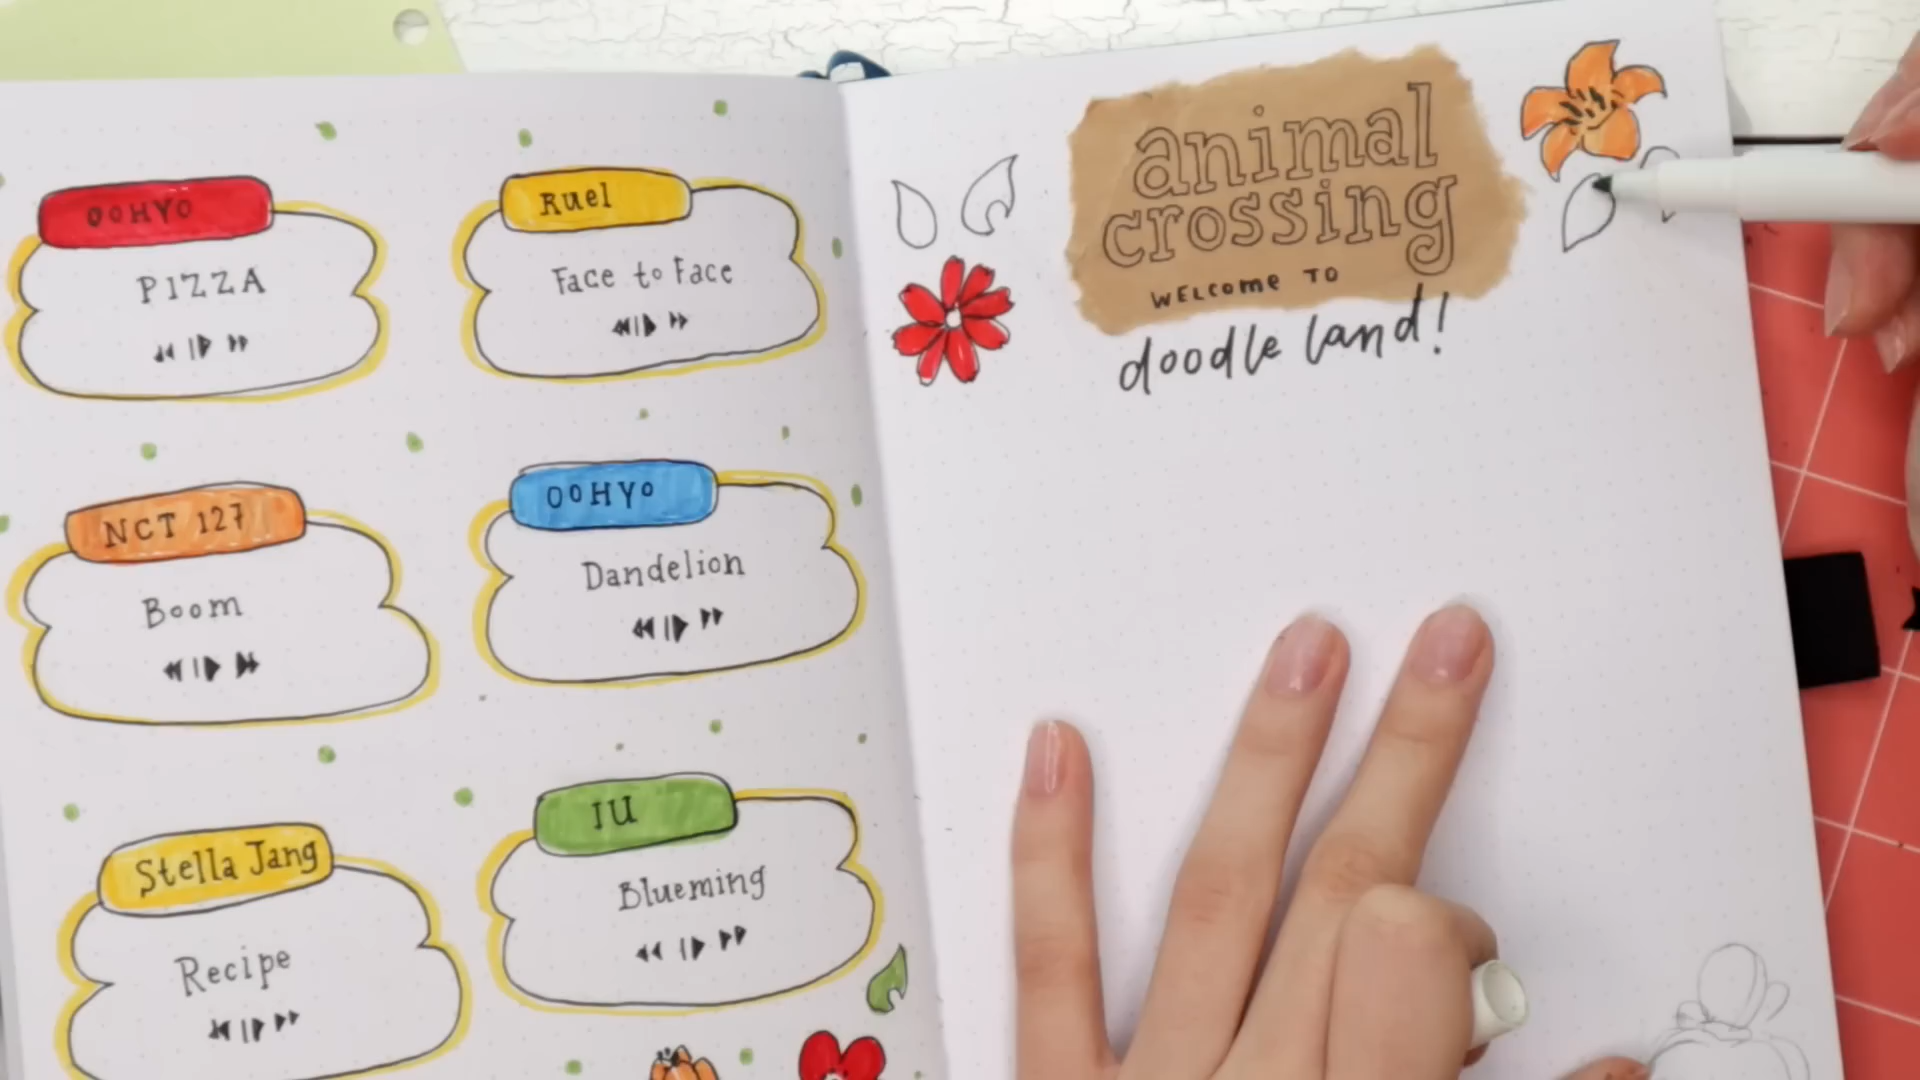 OOHYO
PIZZA
Ruel
Face to Face
NCT 127
Boom
OOHYO
Dandelion
Stella Jang
Recipe
IU
Blueming
animal
crossing
WELcome TO
doodle land!